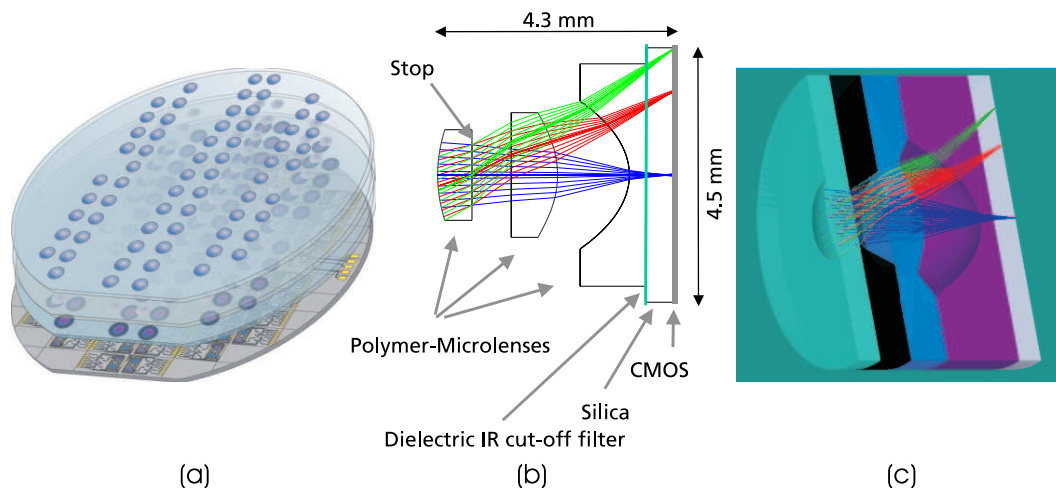 4.3 mm
Stop
4.5 mm
Polymer-Microlenses
CMOS
Silica
Dielectric IR cut-off filter
(a)
(b)
(c)